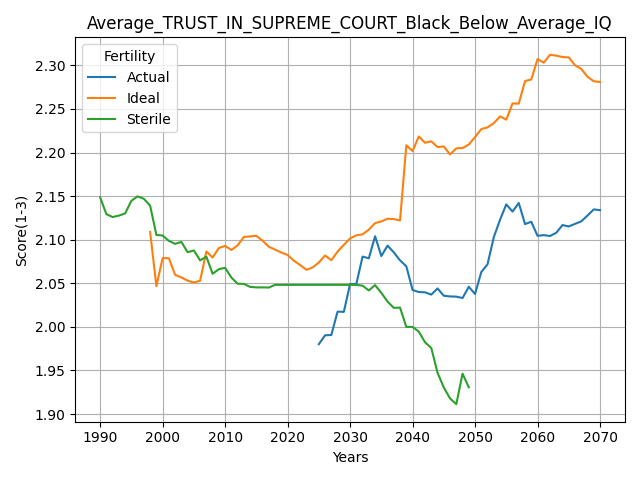 Average_TRUST_IN_SUPREME_COURT_Black_Below_Average_IQ
Fertility
Actual
Ideal
Sterile
Score(1-3)
2.30
2.25
2.20
2.15
2.10
2.05
2.00
1.95
1.90
1990 2000 2010 2020 2030 2040 2050 2060 2070
Years